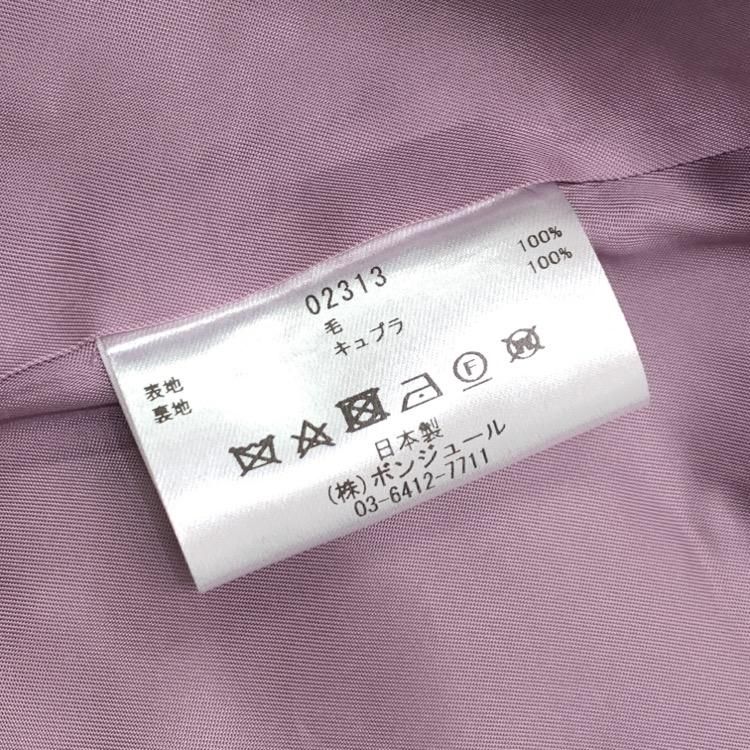 02313
表地 毛 100%
裏地 キュプラ 100%
F W
日本製
(株)ボンジュール
03-6412-7711